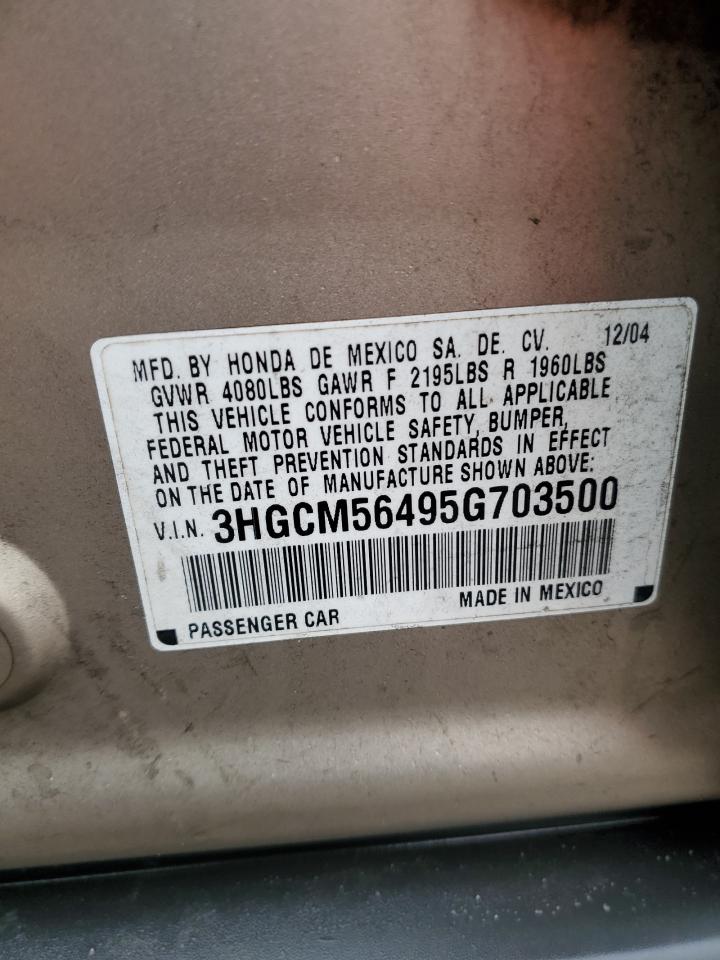 MFD. BY HONDA DE MEXICO SA. DE. CV. 12/04
GVWR 4080LBS GAWR F 2195LBS R 1960LBS
THIS VEHICLE CONFORMS TO ALL APPLICABLE
FEDERAL MOTOR VEHICLE SAFETY, BUMPER,
AND THEFT PREVENTION STANDARDS IN EFFECT
ON THE DATE OF MANUFACTURE SHOWN ABOVE:
V.I.N. 3HGCM56495G703500
PASSENGER CAR MADE IN MEXICO